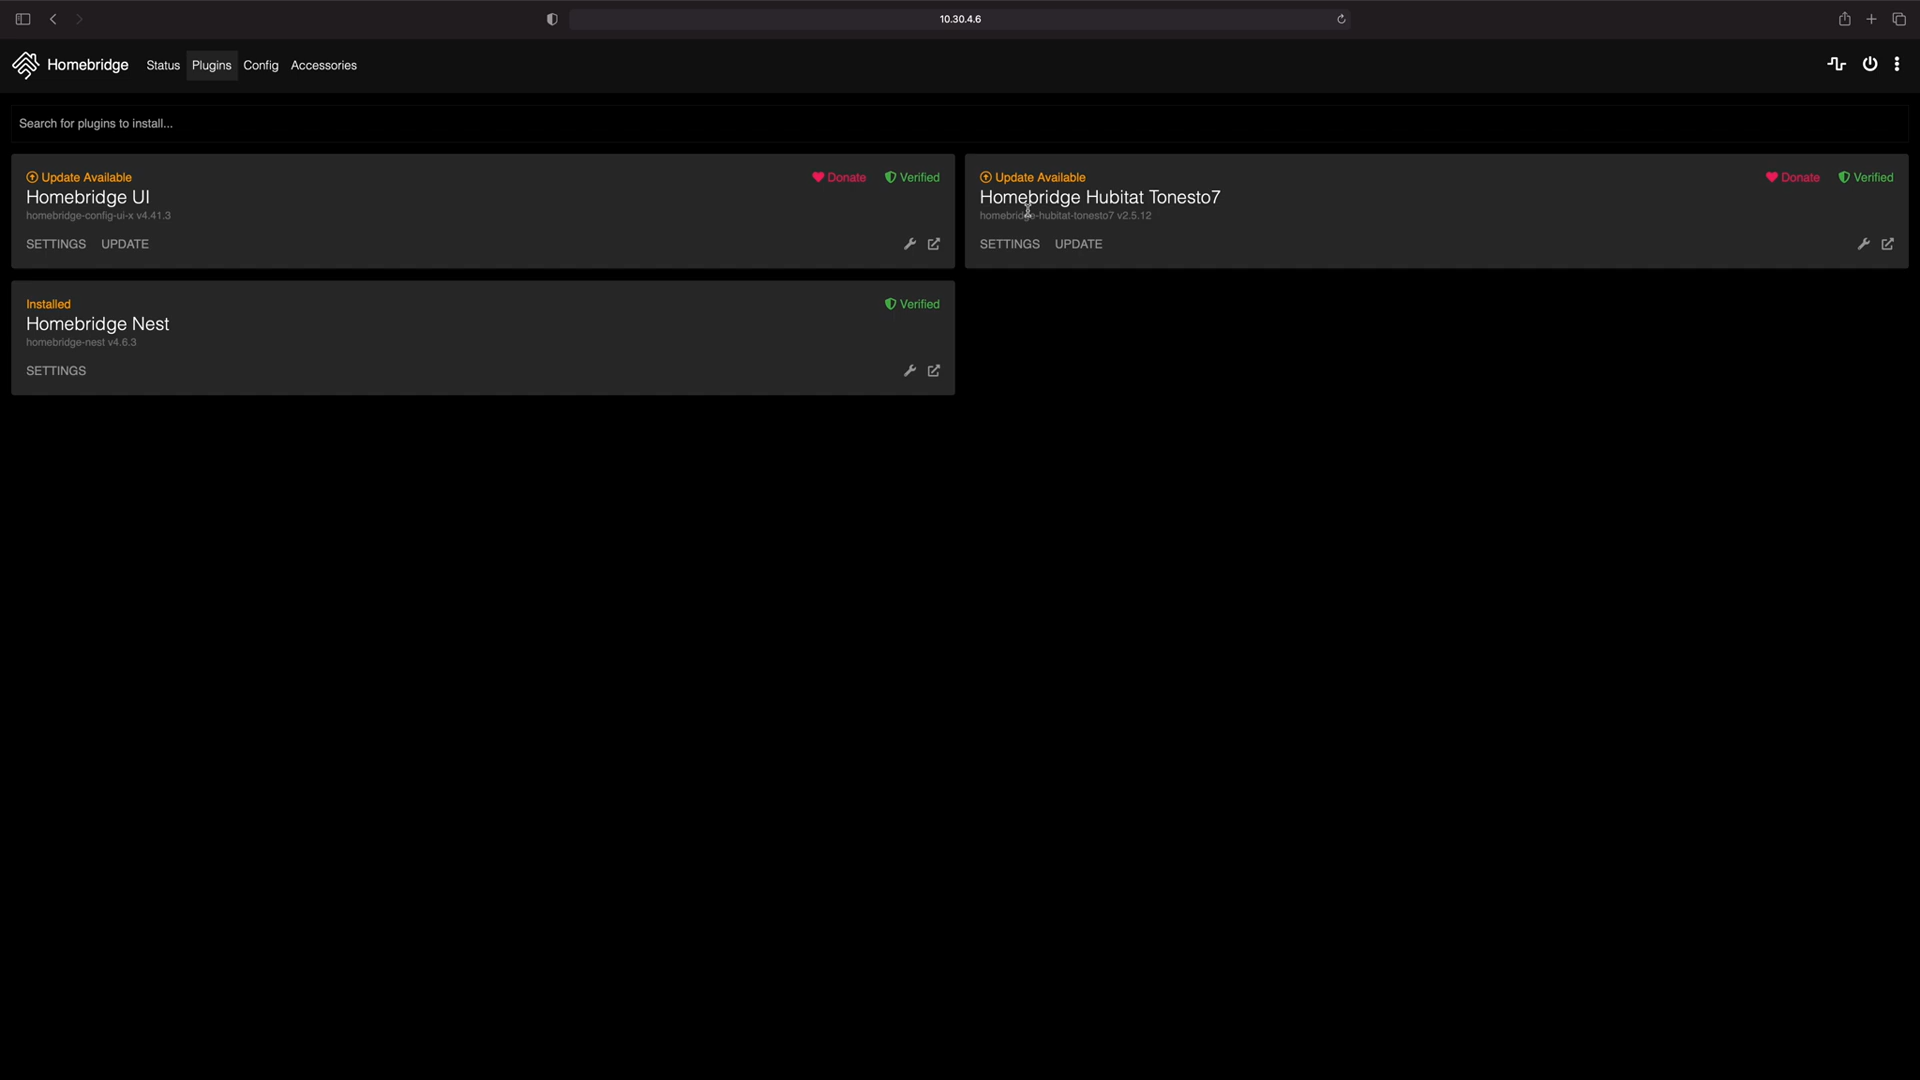 10.30.4.6
Homebridge
Status Plugins Config Accessories
Search for plugins to install...
Update Available
Donate Verified
Homebridge UI
homebridge-config-ui-x v4.41.3
SETTINGS UPDATE
Update Available
Donate Verified
Homebridge Hubitat Tonesto7
homebridge-hubitat-tonesto7 v2.5.12
SETTINGS UPDATE
Installed
Verified
Homebridge Nest
homebridge-nest v4.6.3
SETTINGS